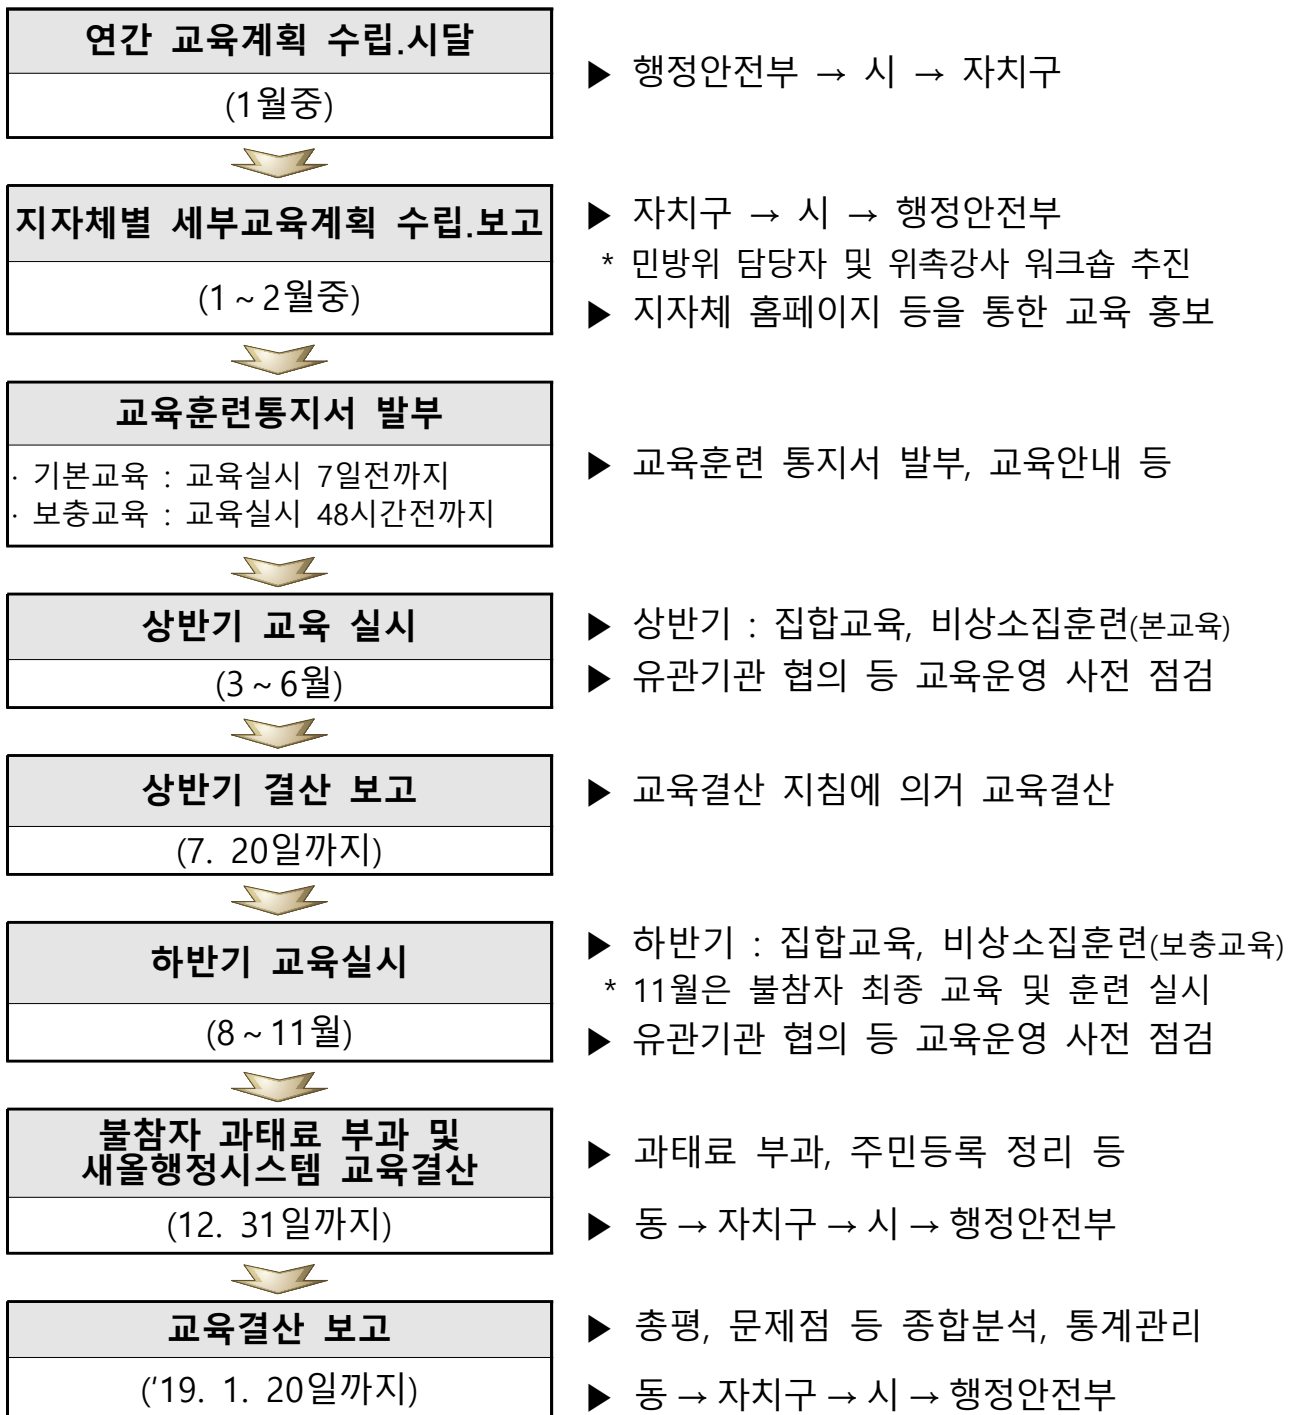 연간 교육계획 수립.시달
(1월중)
▶ 행정안전부 → 시 → 자치구
지자체별 세부교육계획 수립.보고
(1~2월중)
▶ 자치구 → 시 → 행정안전부
* 민방위 담당자 및 위촉강사 워크숍 추진
▶ 지자체 홈페이지 등을 통한 교육 홍보
교육훈련통지서 발부
· 기본교육 : 교육실시 7일전까지
· 보충교육 : 교육실시 48시간전까지
▶ 교육훈련 통지서 발부, 교육안내 등
상반기 교육 실시
(3~6월)
▶ 상반기 : 집합교육, 비상소집훈련(본교육)
▶ 유관기관 협의 등 교육운영 사전 점검
상반기 결산 보고
(7. 20일까지)
▶ 교육결산 지침에 의거 교육결산
하반기 교육실시
(8~11월)
▶ 하반기 : 집합교육, 비상소집훈련(보충교육)
* 11월은 불참자 최종 교육 및 훈련 실시
▶ 유관기관 협의 등 교육운영 사전 점검
불참자 과태료 부과 및
새올행정시스템 교육결산
(12. 31일까지)
▶ 과태료 부과, 주민등록 정리 등
▶ 동 → 자치구 → 시 → 행정안전부
교육결산 보고
('19. 1. 20일까지)
▶ 총평, 문제점 등 종합분석, 통계관리
▶ 동 → 자치구 → 시 → 행정안전부